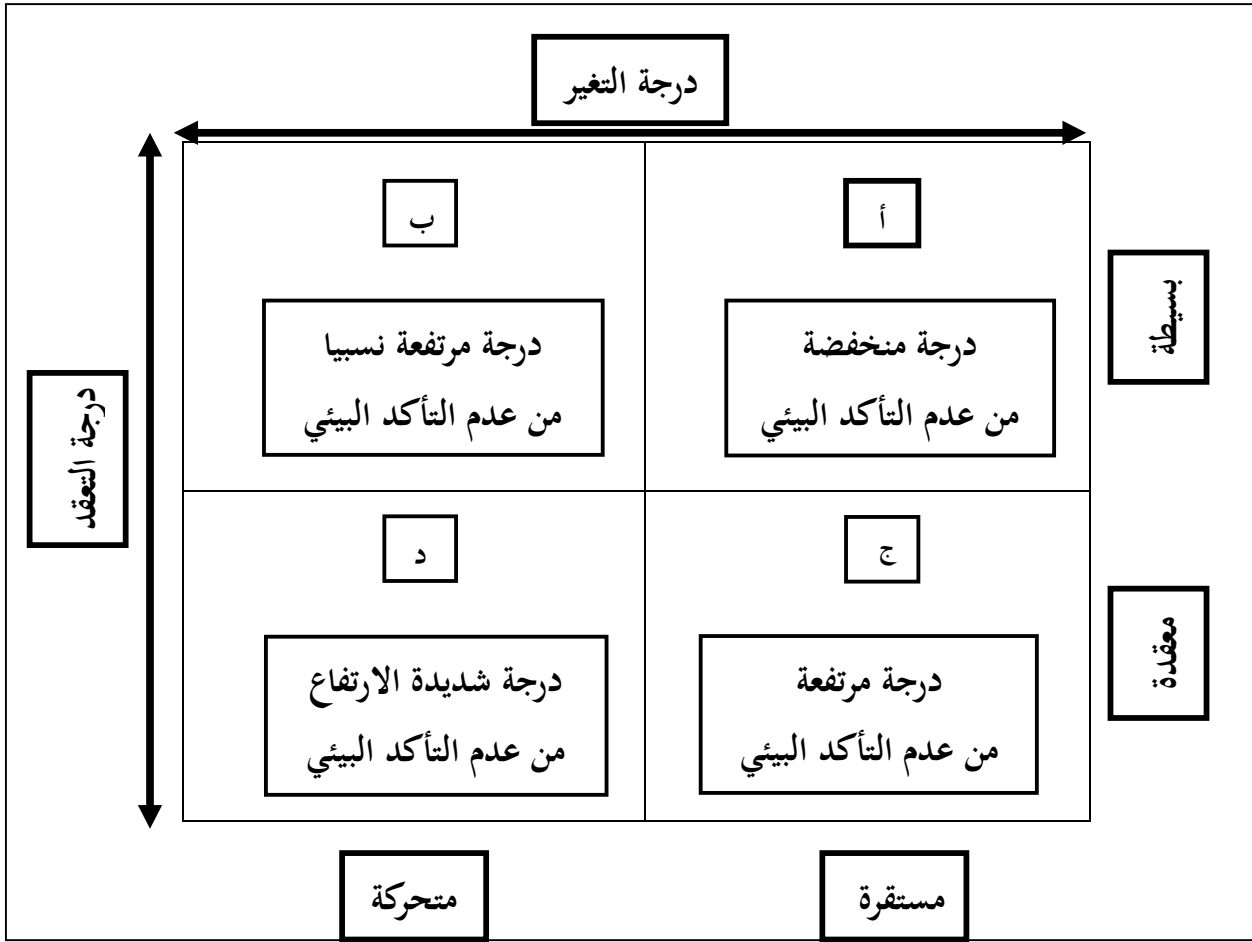 درجة التغير
أ
درجة منخفضة
من عدم التأكد البيئي
ب
درجة مرتفعة نسبيا
من عدم التأكد البيئي
بسيطة
درجة التعقد
ج
درجة مرتفعة
من عدم التأكد البيئي
د
درجة شديدة الارتفاع
من عدم التأكد البيئي
معقدة
مستقرة
متحركة